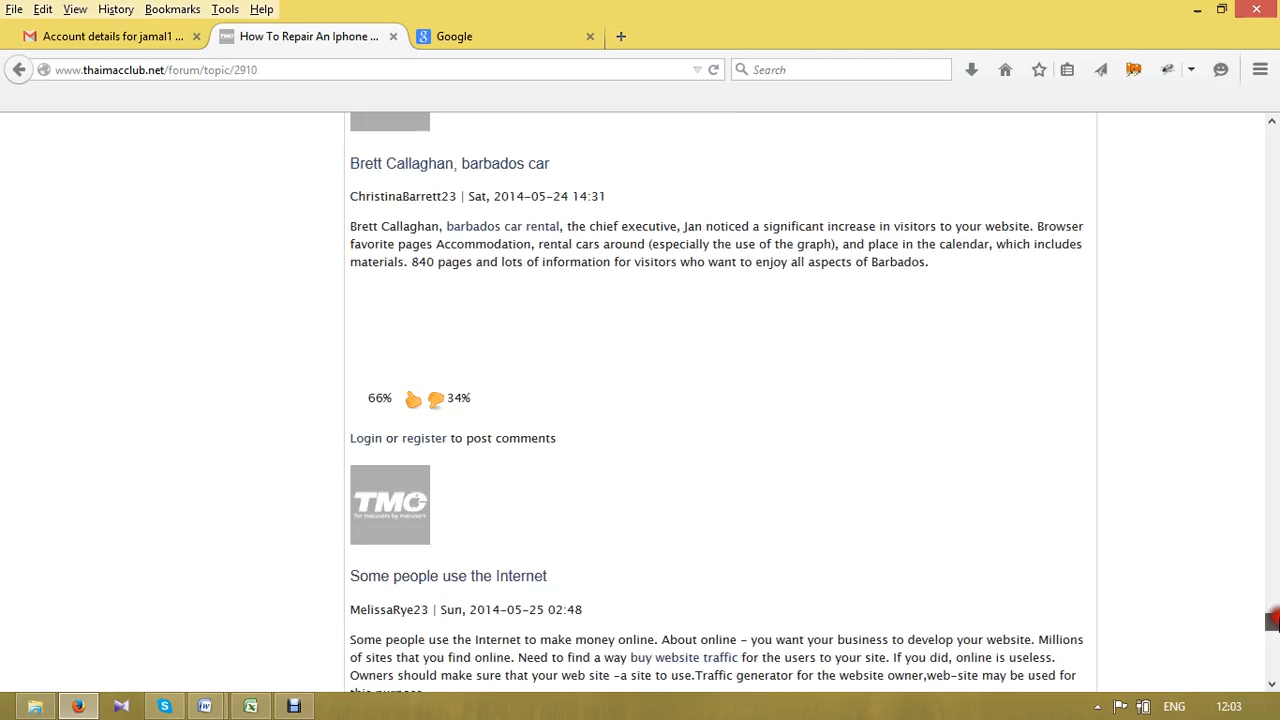 File Edit View History Bookmarks Tools Help
Account details for jamal1 ... × How To Repair An Iphone ... × Google × +
www.thaimacclub.net/forum/topic/2910 Search
Brett Callaghan, barbados car
ChristinaBarrett23 | Sat, 2014-05-24 14:31
Brett Callaghan, barbados car rental, the chief executive, Jan noticed a significant increase in visitors to your website. Browser
favorite pages Accommodation, rental cars around (especially the use of the graph), and place in the calendar, which includes
materials. 840 pages and lots of information for visitors who want to enjoy all aspects of Barbados.
66% 34%
Login or register to post comments
TMC
for macusers by macusers
Some people use the Internet
MelissaRye23 | Sun, 2014-05-25 02:48
Some people use the Internet to make money online. About online - you want your business to develop your website. Millions
of sites that you find online. Need to find a way buy website traffic for the users to your site. If you did, online is useless.
Owners should make sure that your web site -a site to use.Traffic generator for the website owner,web-site may be used for
this purpose
ENG 12:03